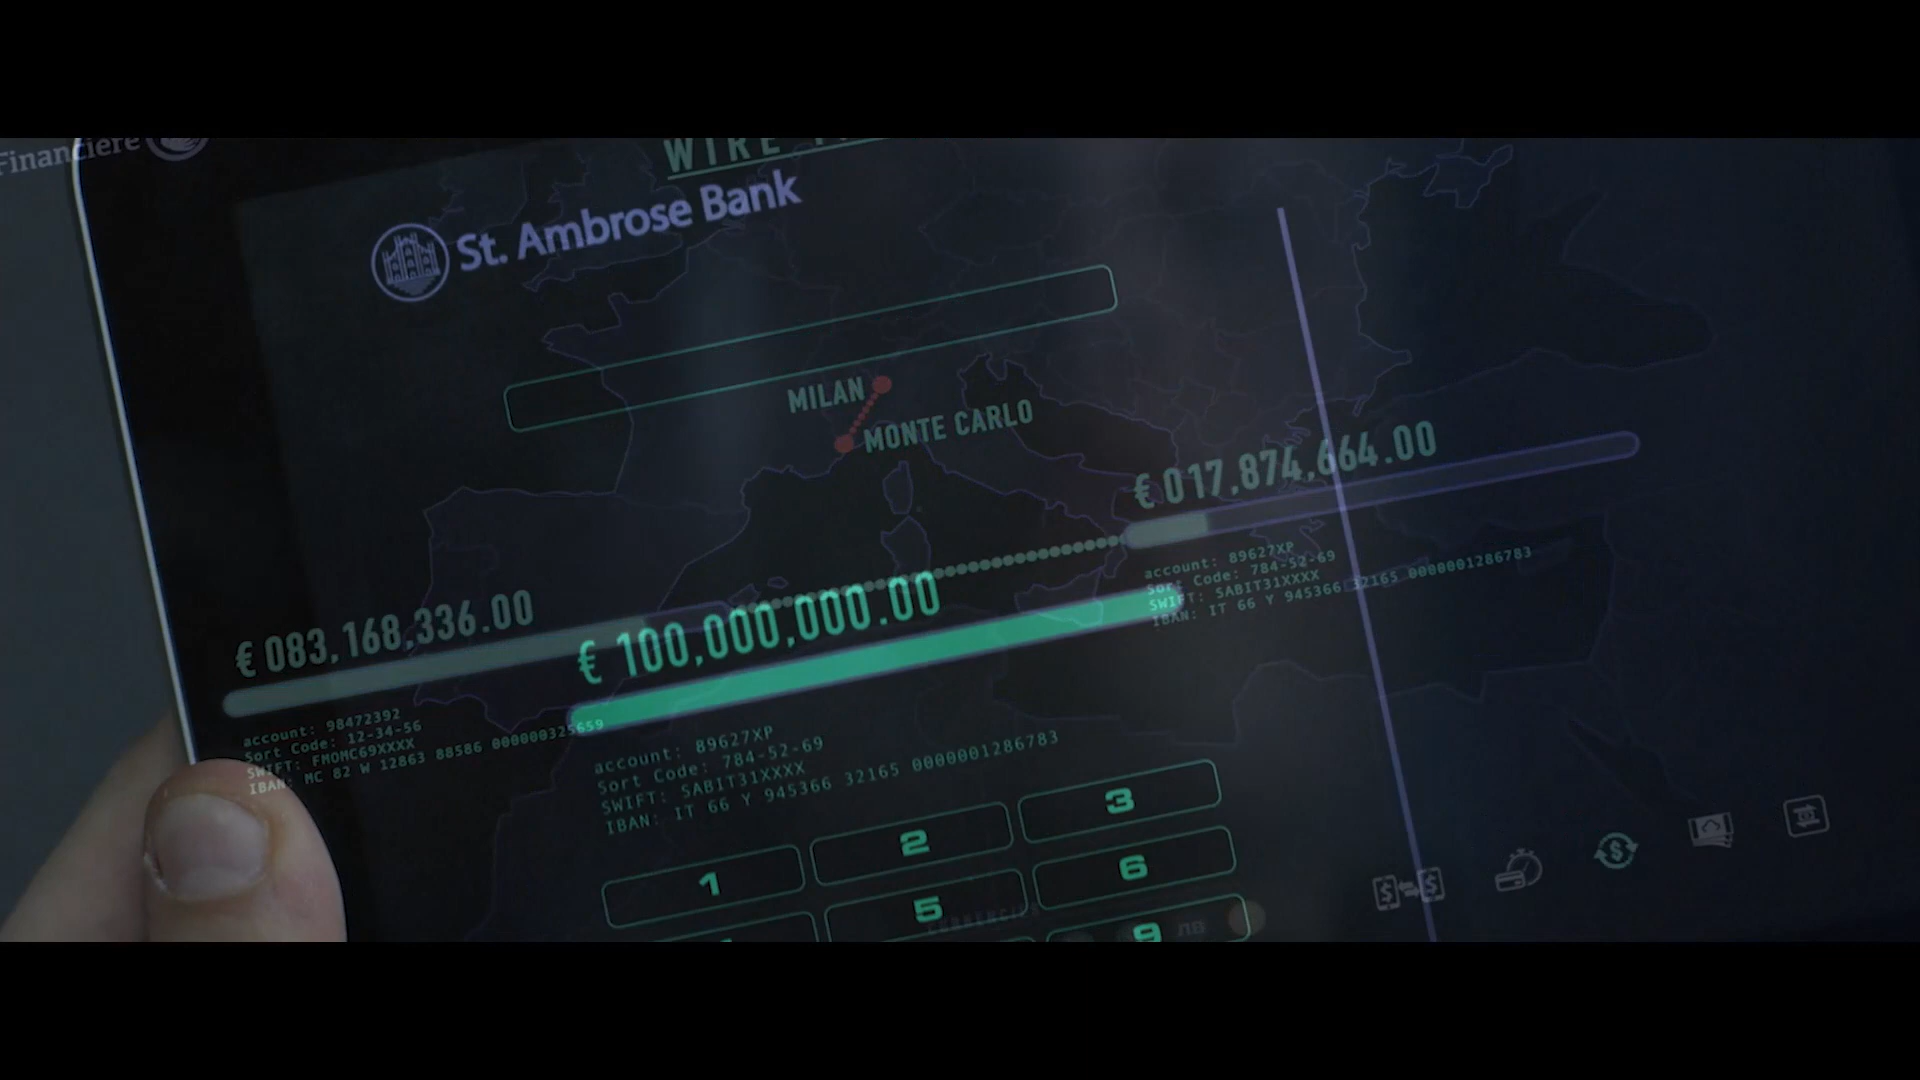 Financiere
WIRE
St. Ambrose Bank
MILAN
MONTE CARLO
€ 017,874,664.00
account: 89627XP
Sort Code: 784-52-69
SWIFT: SABIT31XXXX
IBAN: IT 66 Y 945366 32165 0000001286783
€ 083,168,336.00
account: 98472392
Sort Code: 12-34-56
SWIFT: FMOMC69XXXX
IBAN: MC 82 W 12863 88586 000000325659
€ 100,000,000.00
account: 89627XP
Sort Code: 784-52-69
SWIFT: SABIT31XXXX
IBAN: IT 66 Y 945366 32165 0000001286783
1 2 3
5 6
9